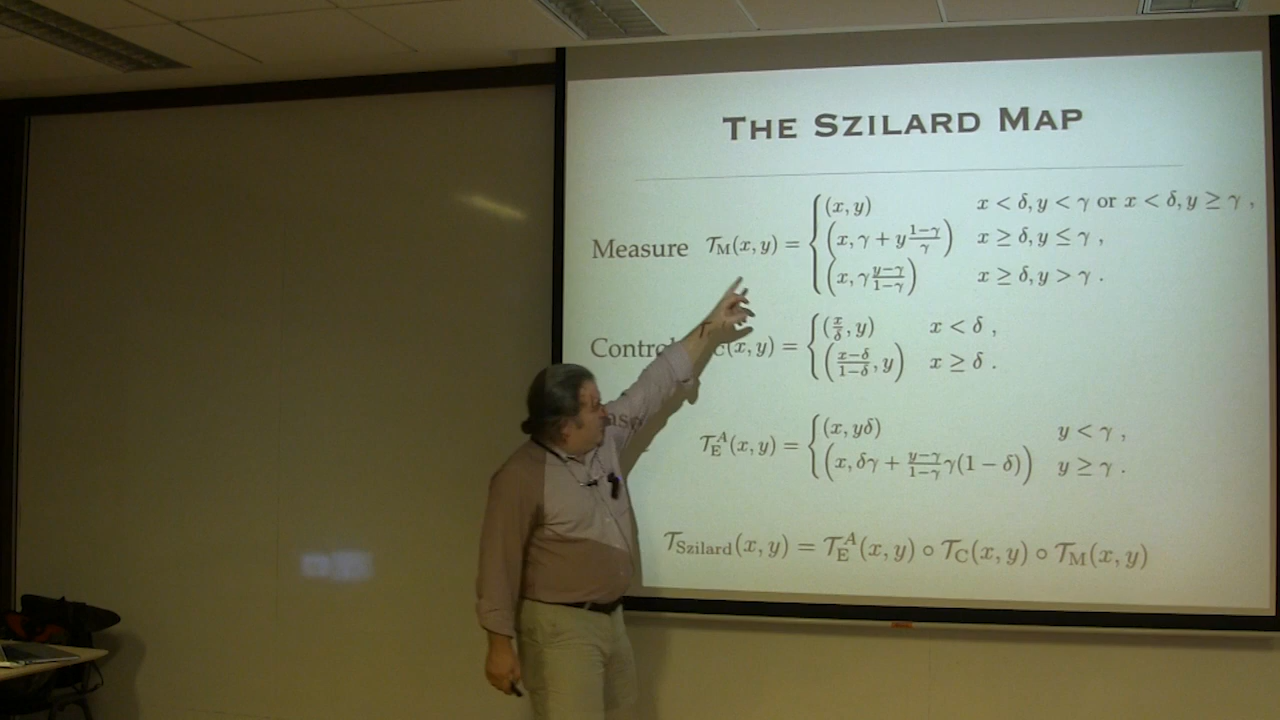 THE SZILARD MAP
Measure 𝒯_M(x, y) = { (x, y)    x < δ, y < γ or x < δ, y ≥ γ ,
(x, γ + y (1−γ)/γ)    x ≥ δ, y ≤ γ ,
(x, γ (y−γ)/(1−γ))    x ≥ δ, y > γ .
Control 𝒯_C(x, y) = { (x/δ, y)    x < δ ,
((x−δ)/(1−δ), y)    x ≥ δ .
𝒯_E^A(x, y) = { (x, yδ)    y < γ ,
(x, δγ + (y−γ)/(1−γ) γ(1 − δ))    y ≥ γ .
𝒯_Szilard(x, y) = 𝒯_E^A(x, y) ∘ 𝒯_C(x, y) ∘ 𝒯_M(x, y)